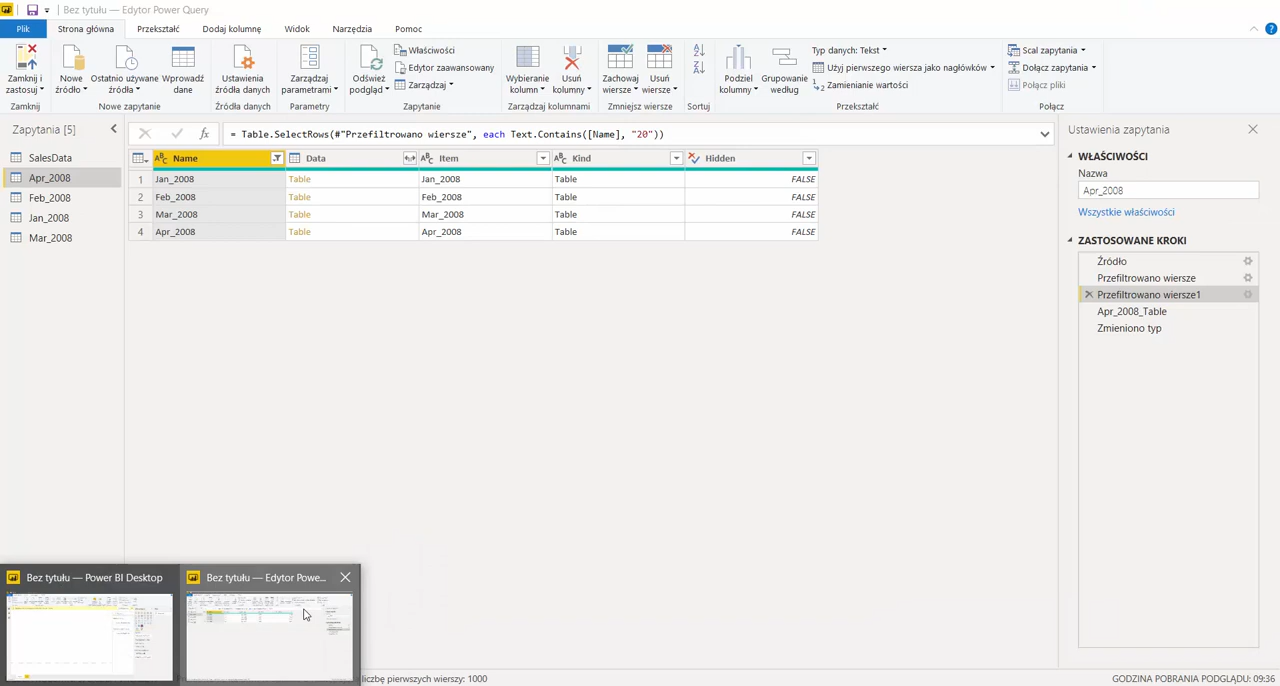 Bez tytułu — Edytor Power Query
Plik
Strona główna
Przekształć
Dodaj kolumnę
Widok
Narzędzia
Pomoc
Zamknij i zastosuj
Zamknij
Nowe źródło
Ostatnio używane źródła
Wprowadź dane
Nowe zapytanie
Ustawienia źródła danych
Źródła danych
Zarządzaj parametrami
Parametry
Odśwież podgląd
Właściwości
Edytor zaawansowany
Zarządzaj
Zapytanie
Wybieranie kolumn
Usuń kolumny
Zarządzaj kolumnami
Zachowaj wiersze
Usuń wiersze
Zmniejsz wiersze
Sortuj
Podziel kolumny
Grupowanie według
Typ danych: Tekst
Użyj pierwszego wiersza jako nagłówków
Zamienianie wartości
Przekształć
Scal zapytania
Dołącz zapytania
Połącz pliki
Połącz
Zapytania [5]
SalesData
Apr_2008
Feb_2008
Jan_2008
Mar_2008
= Table.SelectRows(#"Przefiltrowano wiersze", each Text.Contains([Name], "20"))
Name Data Item Kind Hidden
1 Jan_2008 Table Jan_2008 Table FALSE
2 Feb_2008 Table Feb_2008 Table FALSE
3 Mar_2008 Table Mar_2008 Table FALSE
4 Apr_2008 Table Apr_2008 Table FALSE
Ustawienia zapytania
WŁAŚCIWOŚCI
Nazwa
Apr_2008
Wszystkie właściwości
ZASTOSOWANE KROKI
Źródło
Przefiltrowano wiersze
Przefiltrowano wiersze1
Apr_2008_Table
Zmieniono typ
Bez tytułu — Power BI Desktop
Bez tytułu — Edytor Powe...
liczbę pierwszych wierszy: 1000
GODZINA POBRANIA PODGLĄDU: 09:36